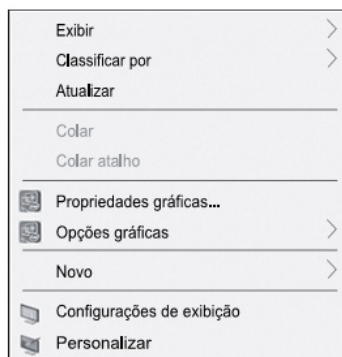 Exibir
Classificar por
Atualizar
Colar
Colar atalho
Propriedades gráficas...
Opções gráficas
Novo
Configurações de exibição
Personalizar